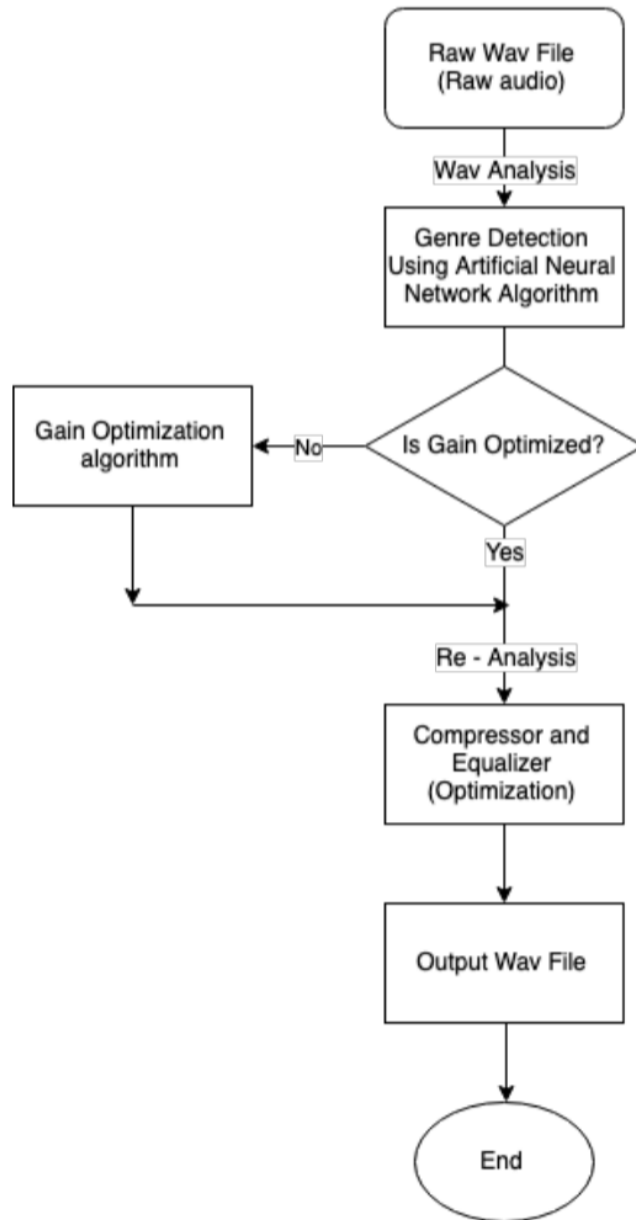 Raw Wav File
(Raw audio)
Wav Analysis
Genre Detection
Using Artificial Neural
Network Algorithm
Is Gain Optimized?
No
Gain Optimization
algorithm
Yes
Re - Analysis
Compressor and
Equalizer
(Optimization)
Output Wav File
End